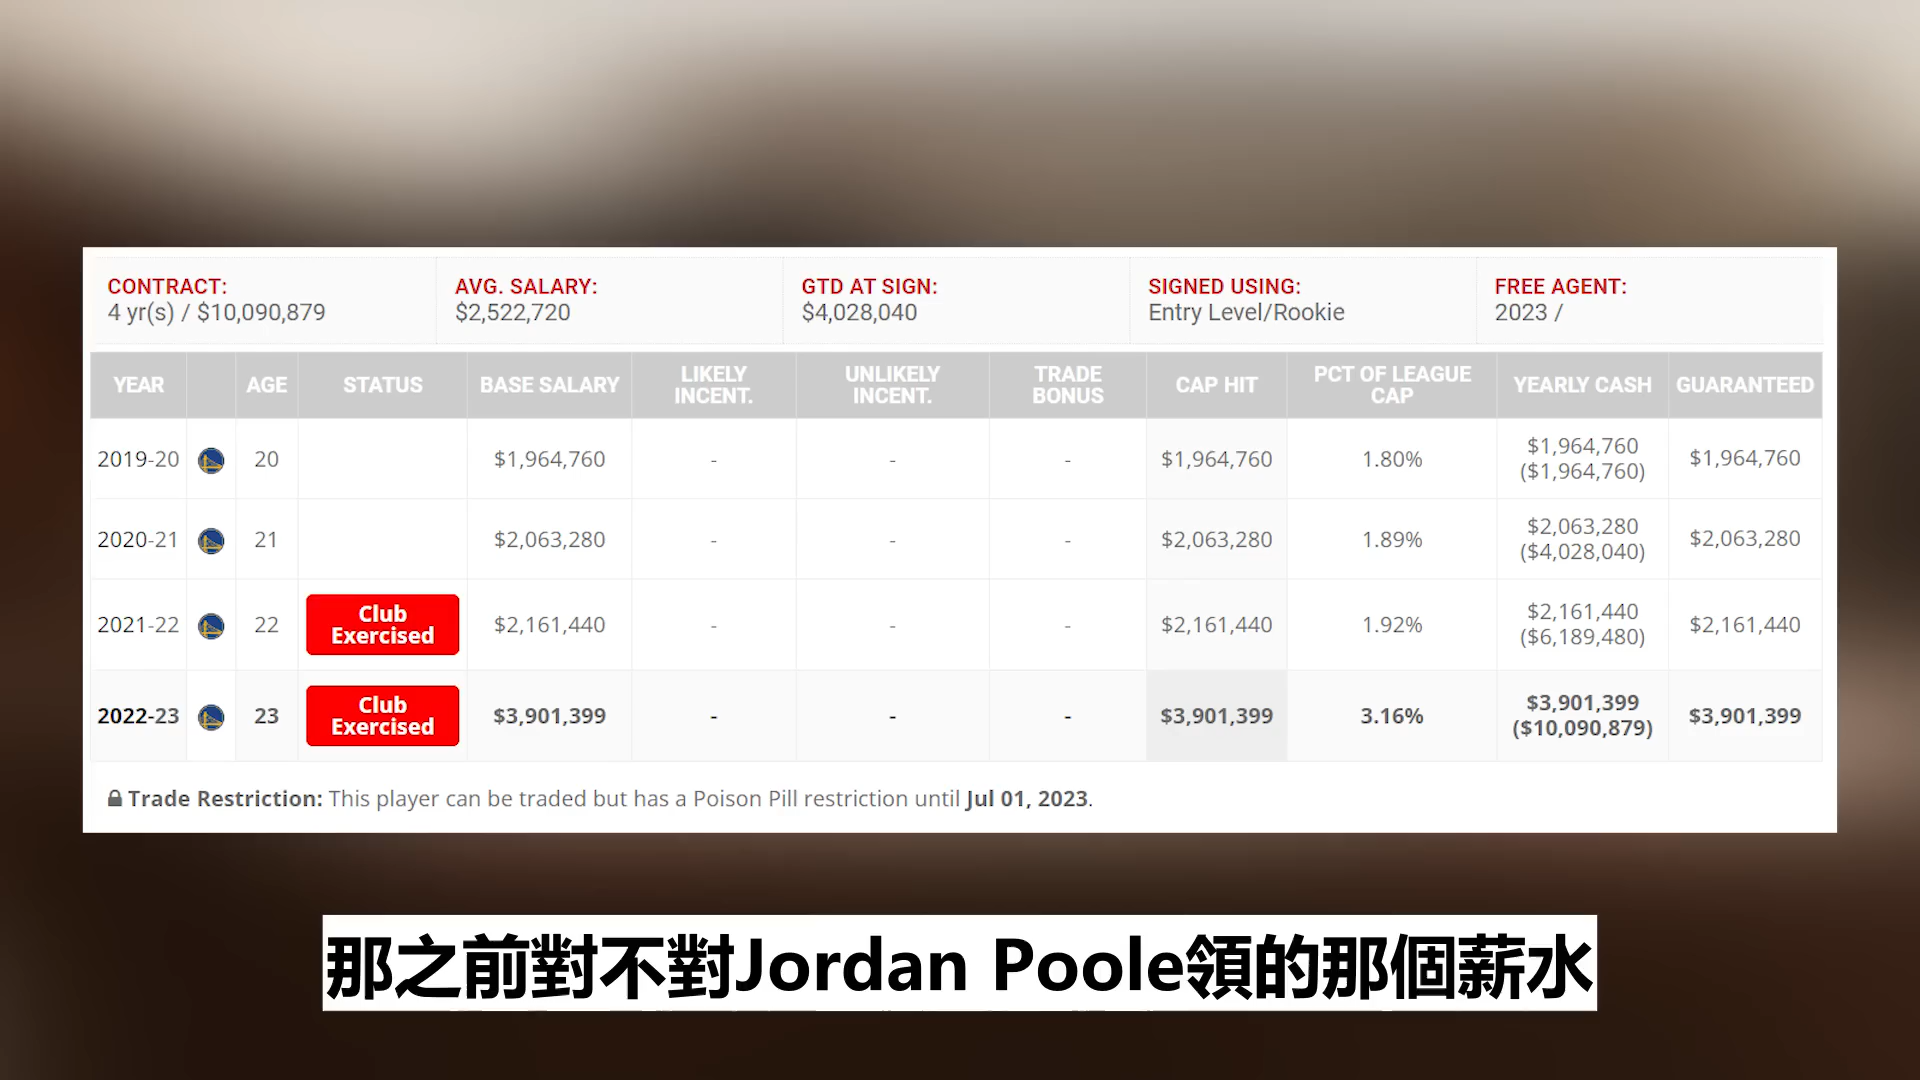 CONTRACT:
4 yr(s) / $10,090,879
AVG. SALARY:
$2,522,720
GTD AT SIGN:
$4,028,040
SIGNED USING:
Entry Level/Rookie
FREE AGENT:
2023 /
YEAR AGE STATUS BASE SALARY LIKELY INCENT. UNLIKELY INCENT. TRADE BONUS CAP HIT PCT OF LEAGUE CAP YEARLY CASH GUARANTEED
2019-20 20 $1,964,760 - - - $1,964,760 1.80% $1,964,760 ($1,964,760) $1,964,760
2020-21 21 $2,063,280 - - - $2,063,280 1.89% $2,063,280 ($4,028,040) $2,063,280
2021-22 22 Club Exercised $2,161,440 - - - $2,161,440 1.92% $2,161,440 ($6,189,480) $2,161,440
2022-23 23 Club Exercised $3,901,399 - - - $3,901,399 3.16% $3,901,399 ($10,090,879) $3,901,399
Trade Restriction: This player can be traded but has a Poison Pill restriction until Jul 01, 2023.
那之前對不對Jordan Poole領的那個薪水